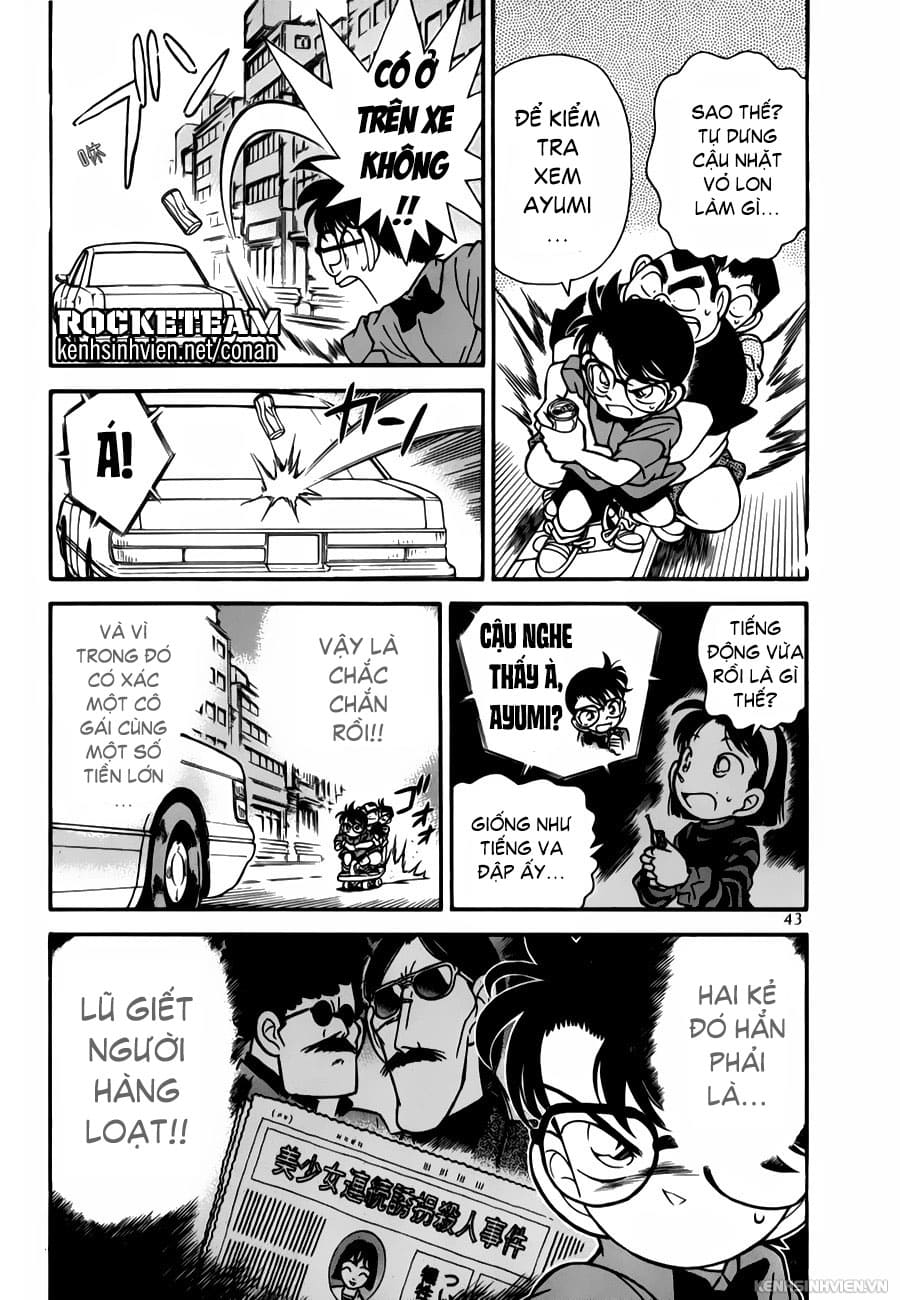 SAO THẾ?
TỰ DƯNG
CẬU NHẶT
VỎ LON
LÀM GÌ...
ĐỂ KIỂM
TRA
XEM
AYUMI
...
CÓ Ở
TRÊN XE
KHÔNG
!!
ROCKETEAM
kenhsinhvien.net/conan
Á!
TIẾNG
ĐỘNG VỪA
RỒI LÀ GÌ
THẾ?
CẬU NGHE
THẤY À,
AYUMI?
GIỐNG NHƯ
TIẾNG VA
ĐẬP ẤY...
VẬY LÀ
CHẮC
CHẮN
RỒI!!
VÀ VÌ
TRONG ĐÓ
CÓ XÁC
MỘT CÔ
GÁI CÙNG
MỘT SỐ
TIỀN LỚN
...
43
HAI KẺ
ĐÓ HẲN
PHẢI
LÀ...
LŨ GIẾT
NGƯỜI
HÀNG
LOẠT!!
美少女連続誘拐殺人事件
KENHSINHVIEN.VN